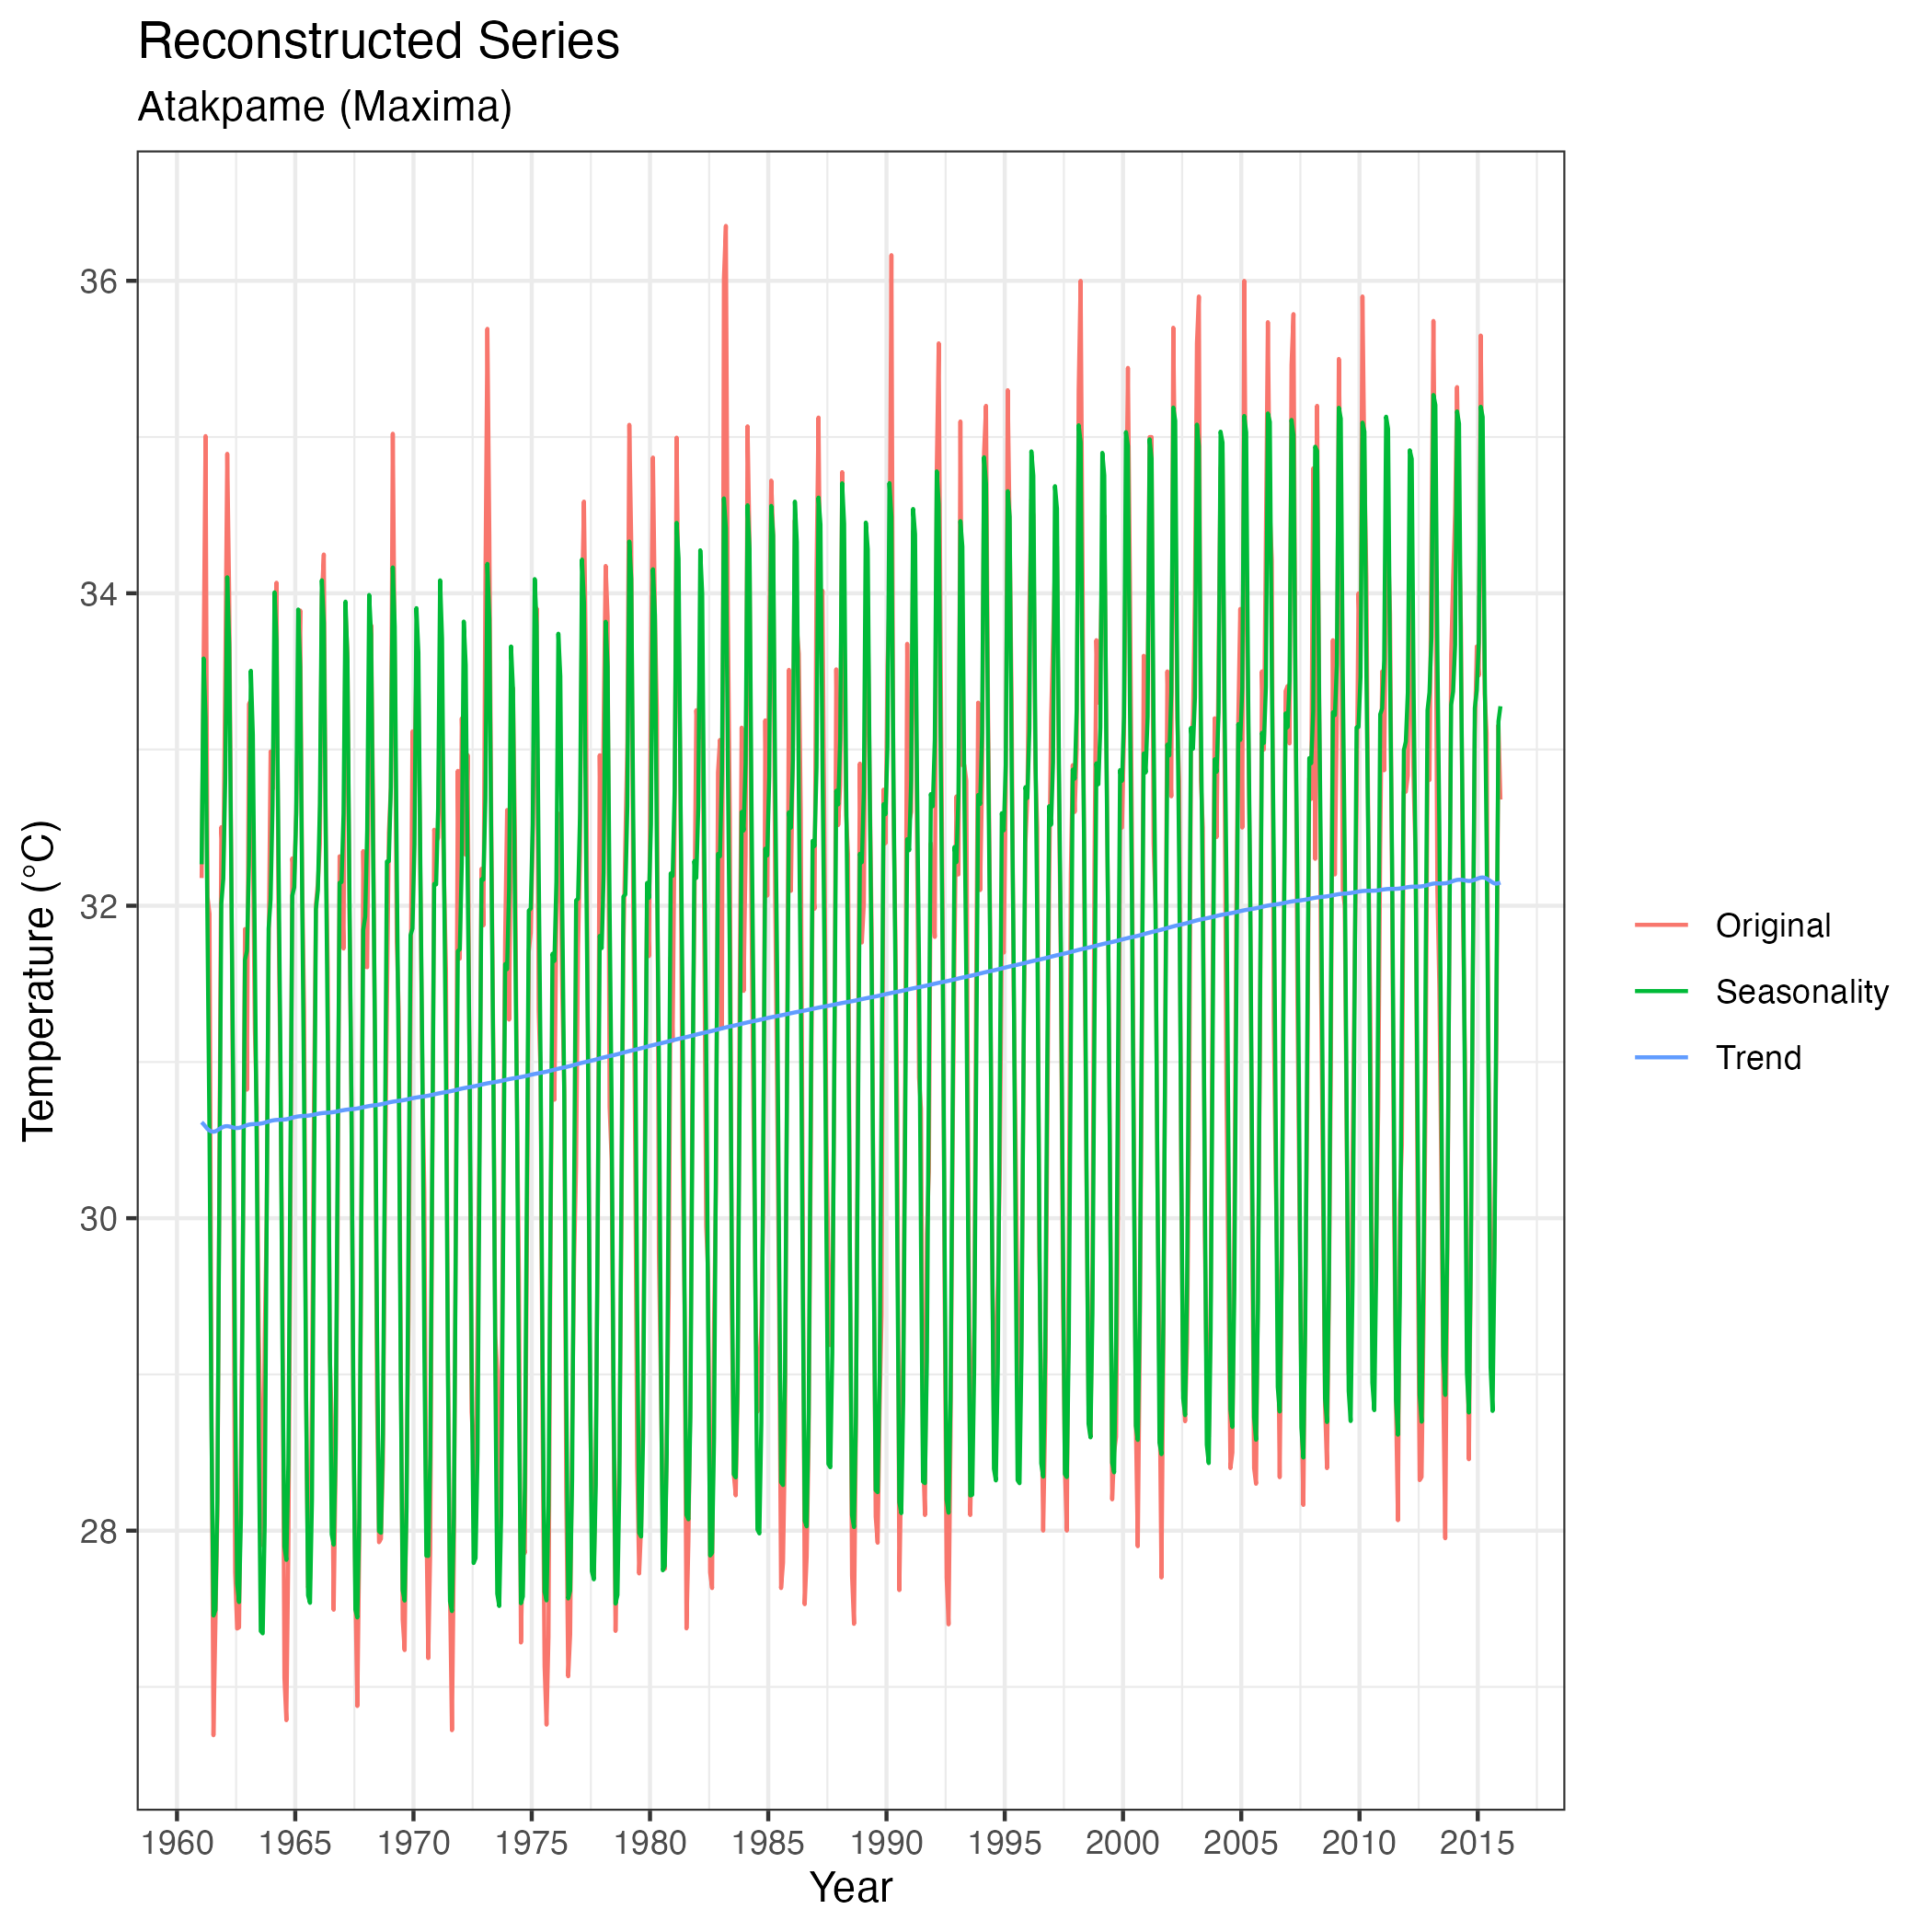 Reconstructed Series
Atakpame (Maxima)
Temperature (°C)
36
34
32
30
28
1960 1965 1970 1975 1980 1985 1990 1995 2000 2005 2010 2015
Year
Original
Seasonality
Trend